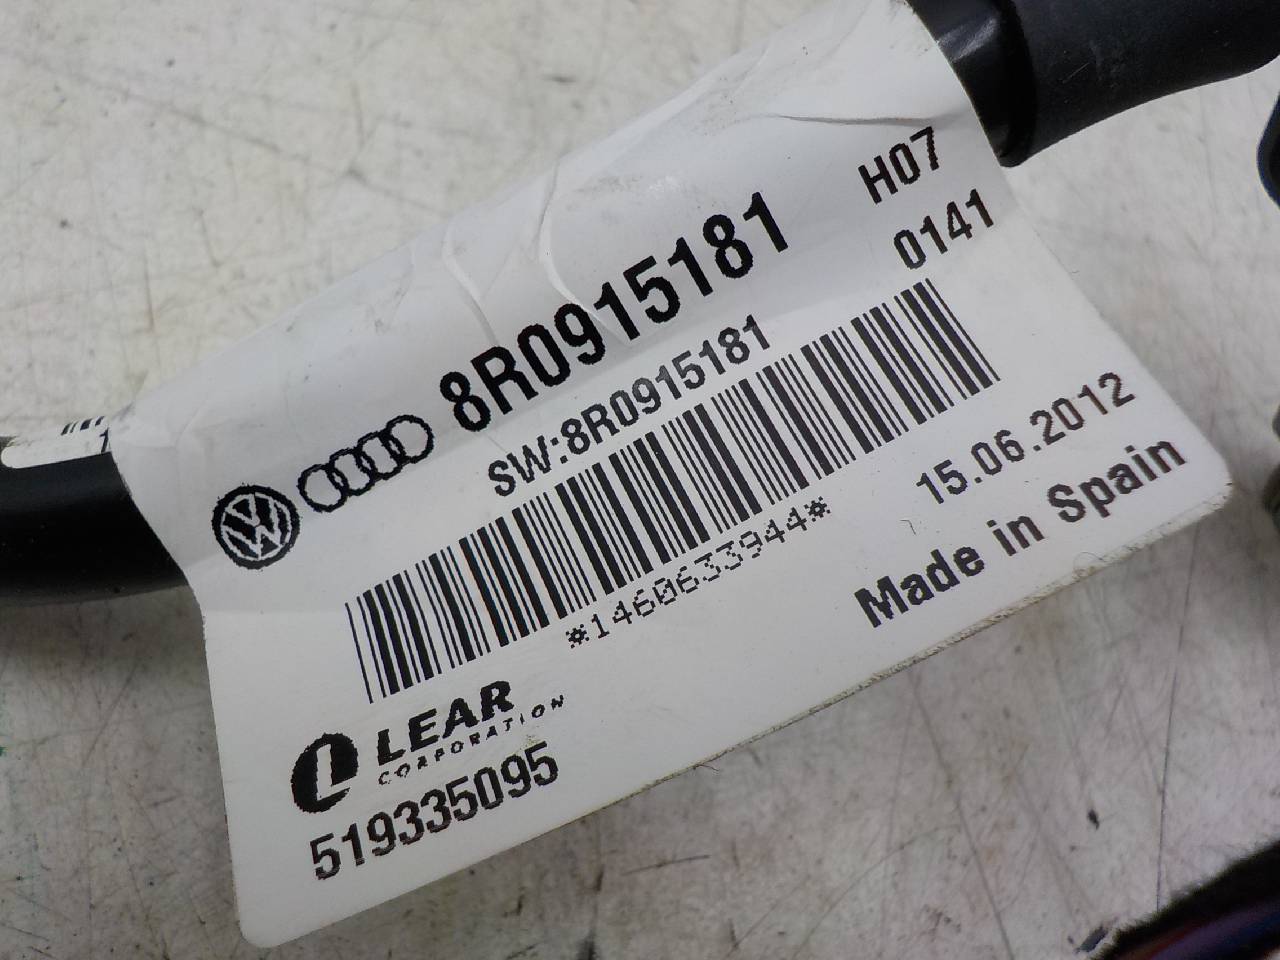 8R0915181
H07
SW:8R0915181
0141
*1460633944*
15.06.2012
Made in Spain
LEAR
CORPORATION
519335095